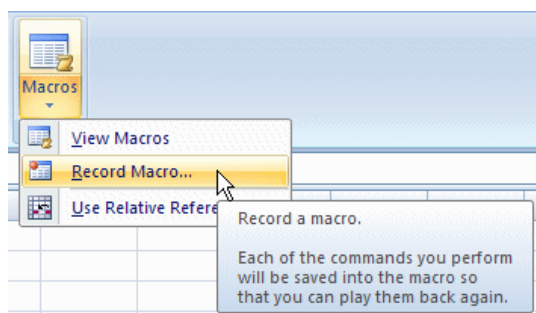 Macros
View Macros
Record Macro...
Use Relative Refere
Record a macro.
Each of the commands you perform
will be saved into the macro so
that you can play them back again.